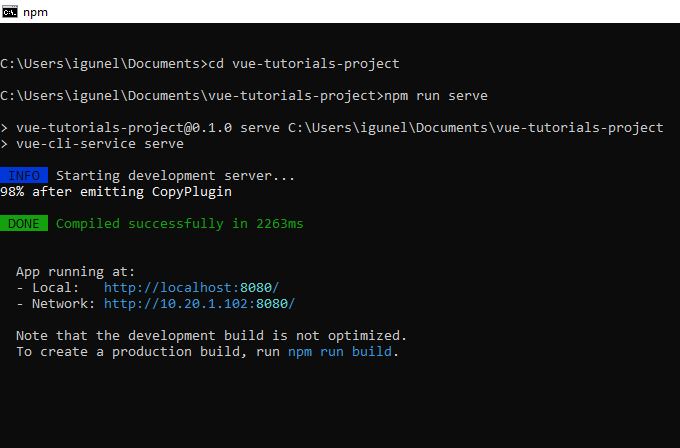 npm
C:\Users\igunel\Documents>cd vue-tutorials-project
C:\Users\igunel\Documents\vue-tutorials-project>npm run serve
> vue-tutorials-project@0.1.0 serve C:\Users\igunel\Documents\vue-tutorials-project
> vue-cli-service serve
INFO Starting development server...
98% after emitting CopyPlugin
DONE Compiled successfully in 2263ms
App running at:
- Local: http://localhost:8080/
- Network: http://10.20.1.102:8080/
Note that the development build is not optimized.
To create a production build, run npm run build.